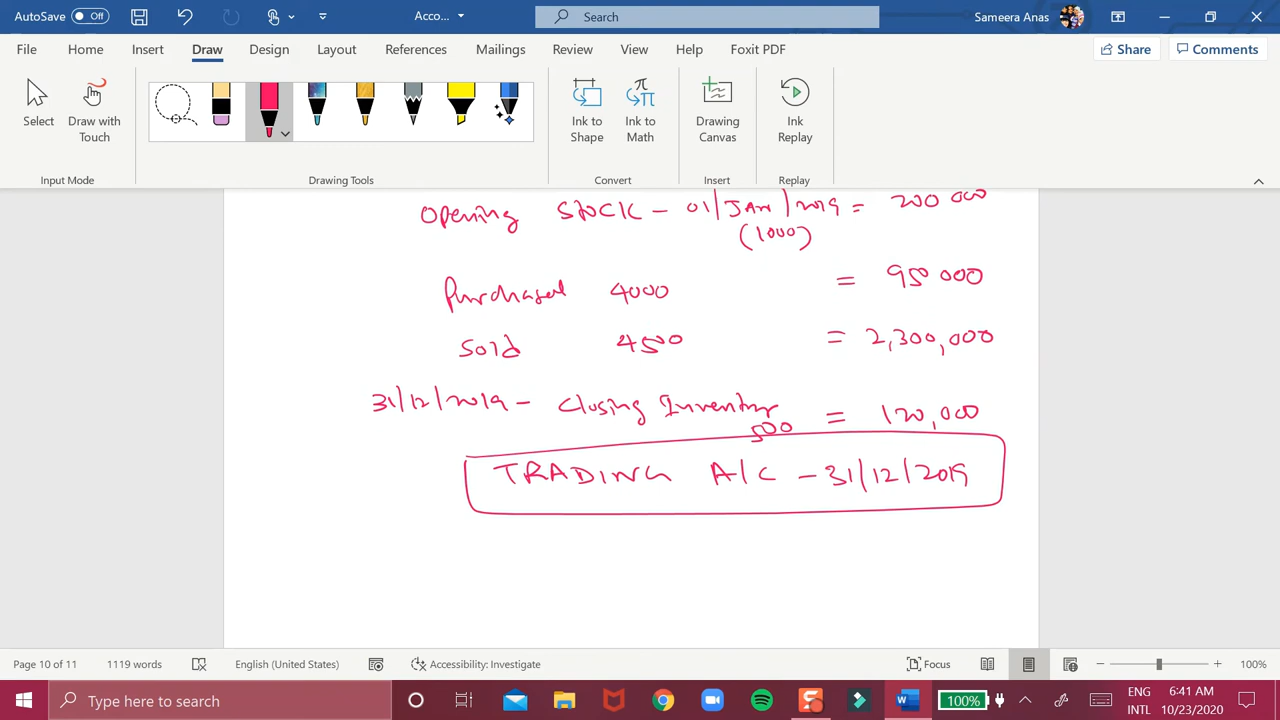 AutoSave Off Acco... Search Sameera Anas
File Home Insert Draw Design Layout References Mailings Review View Help Foxit PDF Share Comments
Select Draw with Touch Ink to Shape Ink to Math Drawing Canvas Ink Replay
Input Mode Drawing Tools Convert Insert Replay
Opening Stock - 01/JAN/2019 = 200 000
(1000)
Purchased 4000 = 950 000
Sold 4500 = 2,300,000
31/12/2019 - Closing Inventory = 120,000
500
TRADING A/C - 31/12/2019
Page 10 of 11 1119 words English (United States) Accessibility: Investigate Focus 100%
Type here to search 100% ENG 6:41 AM
INTL 10/23/2020